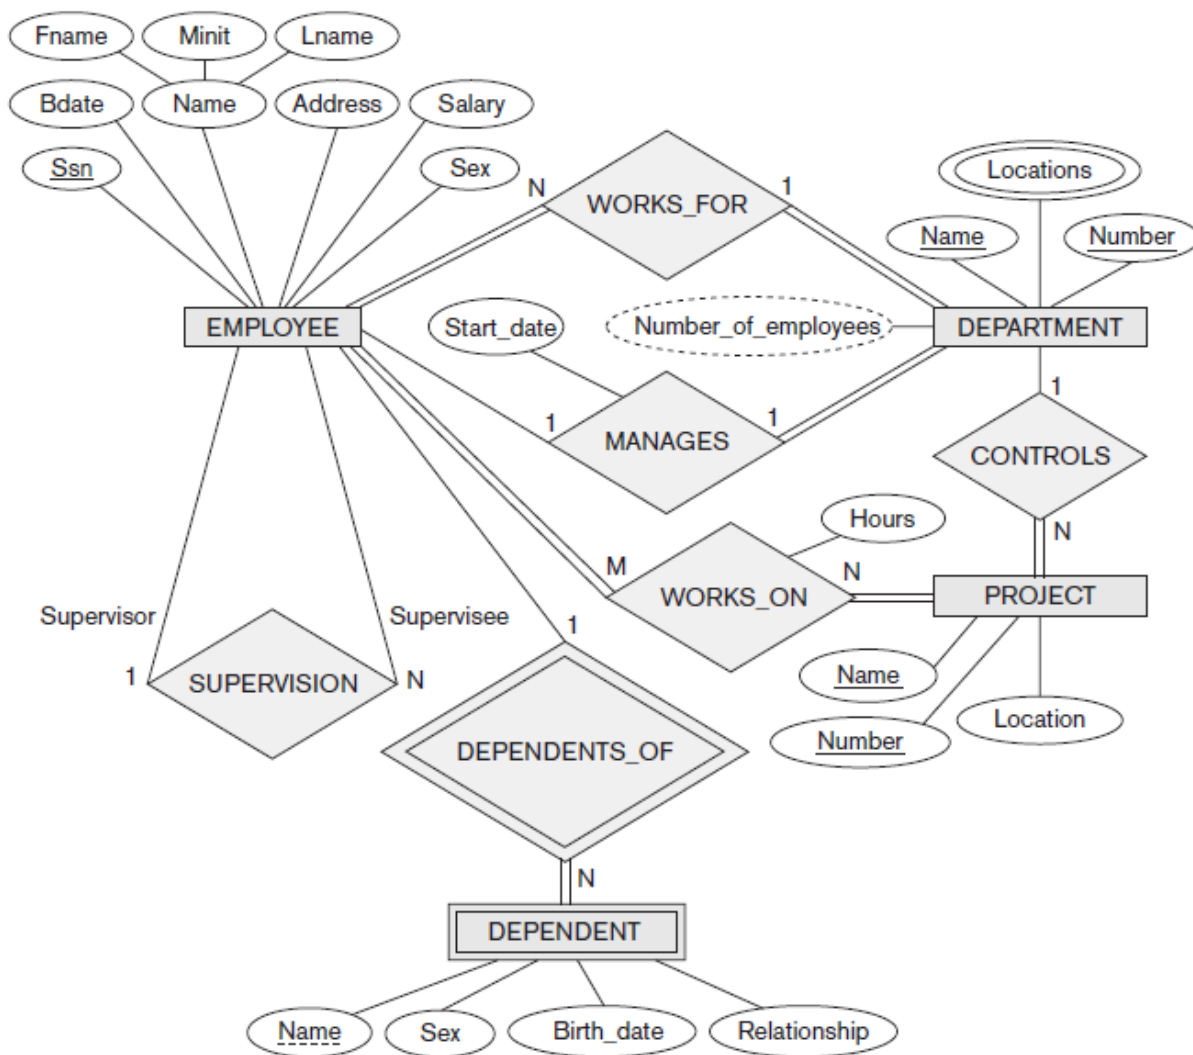 Fname Minit Lname
Bdate Name Address Salary
Ssn Sex
N WORKS_FOR 1
Locations
Name Number
EMPLOYEE Start_date Number_of_employees DEPARTMENT
1 MANAGES 1
1
CONTROLS
N
Hours
M WORKS_ON N PROJECT
Supervisor Supervisee 1
1 SUPERVISION N
Name
Number Location
DEPENDENTS_OF
N
DEPENDENT
Name Sex Birth_date Relationship